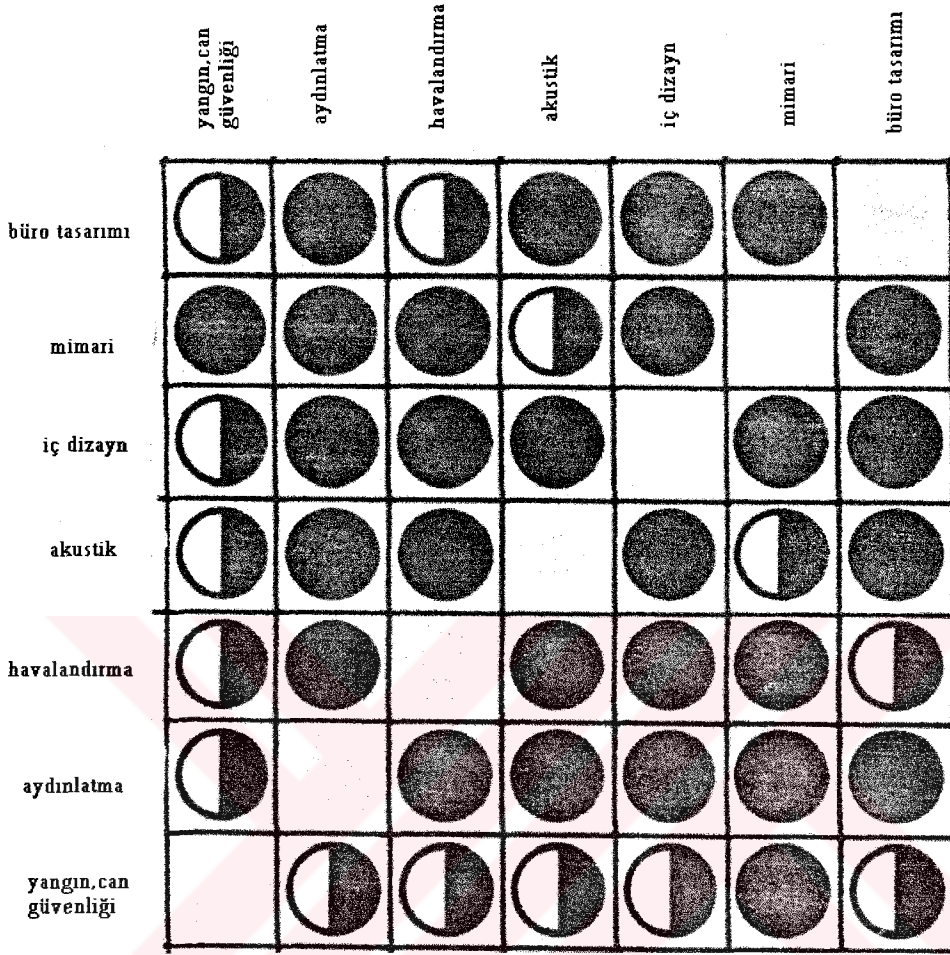 yangın,can
güvenliği
aydınlatma
havalandırma
akustik
iç dizayn
mimari
büro tasarımı
büro tasarımı
mimari
iç dizayn
akustik
havalandırma
aydınlatma
yangın,can
güvenliği